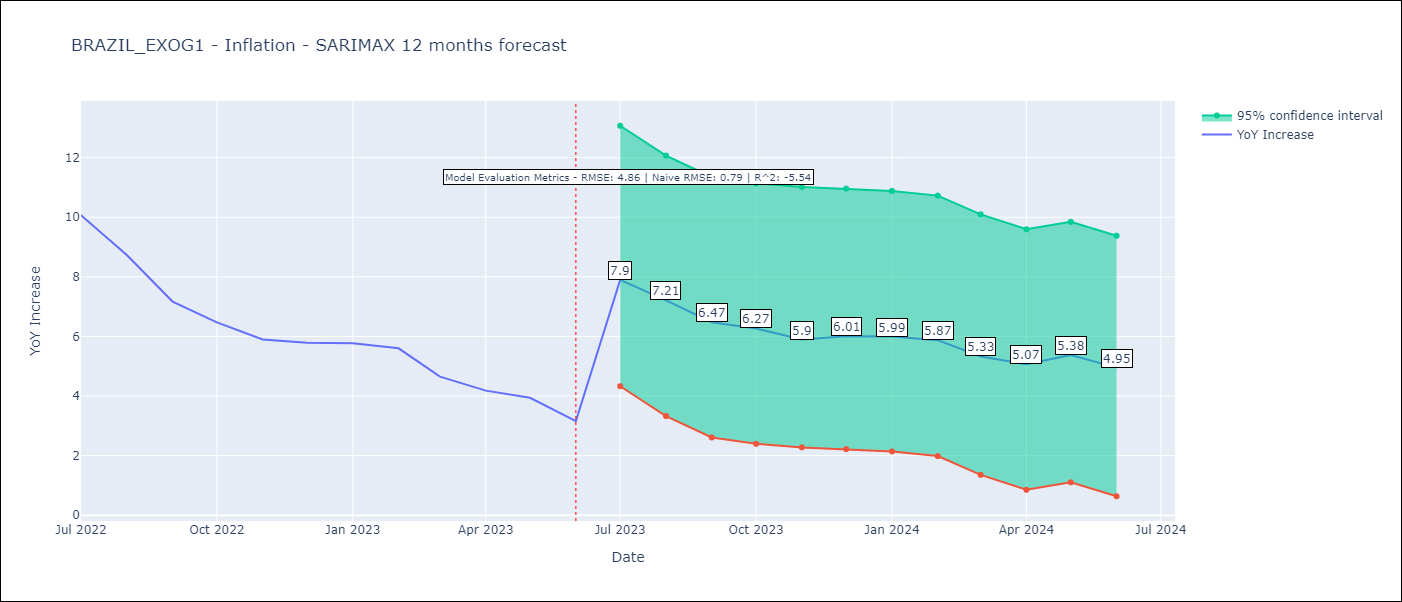 BRAZIL_EXOG1 - Inflation - SARIMAX 12 months forecast
95% confidence interval
YoY Increase
Model Evaluation Metrics - RMSE: 4.86 | Naive RMSE: 0.79 | R^2: -5.54
YoY Increase
12
10
8
6
4
2
0
7.9
7.21
6.47
6.27
5.9
6.01
5.99
5.87
5.33
5.07
5.38
4.95
Jul 2022
Oct 2022
Jan 2023
Apr 2023
Jul 2023
Oct 2023
Jan 2024
Apr 2024
Jul 2024
Date